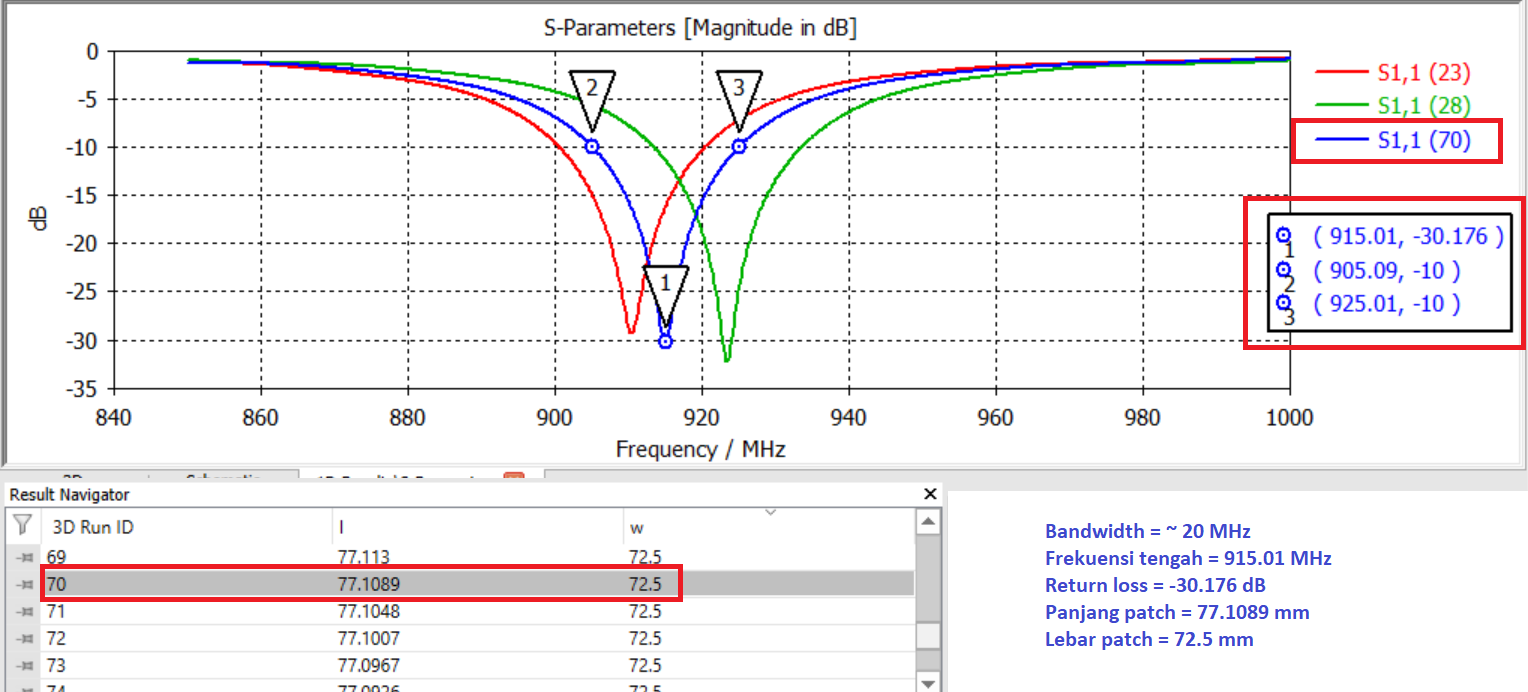 S-Parameters [Magnitude in dB]
0
-5
-10
-15
-20
-25
-30
-35
dB
840 860 880 900 920 940 960 980 1000
Frequency / MHz
2
3
1
S1,1 (23)
S1,1 (28)
S1,1 (70)
1 ( 915.01, -30.176 )
2 ( 905.09, -10 )
3 ( 925.01, -10 )
Result Navigator
3D Run ID l w
69 77.113 72.5
70 77.1089 72.5
71 77.1048 72.5
72 77.1007 72.5
73 77.0967 72.5
Bandwidth = ~ 20 MHz
Frekuensi tengah = 915.01 MHz
Return loss = -30.176 dB
Panjang patch = 77.1089 mm
Lebar patch = 72.5 mm